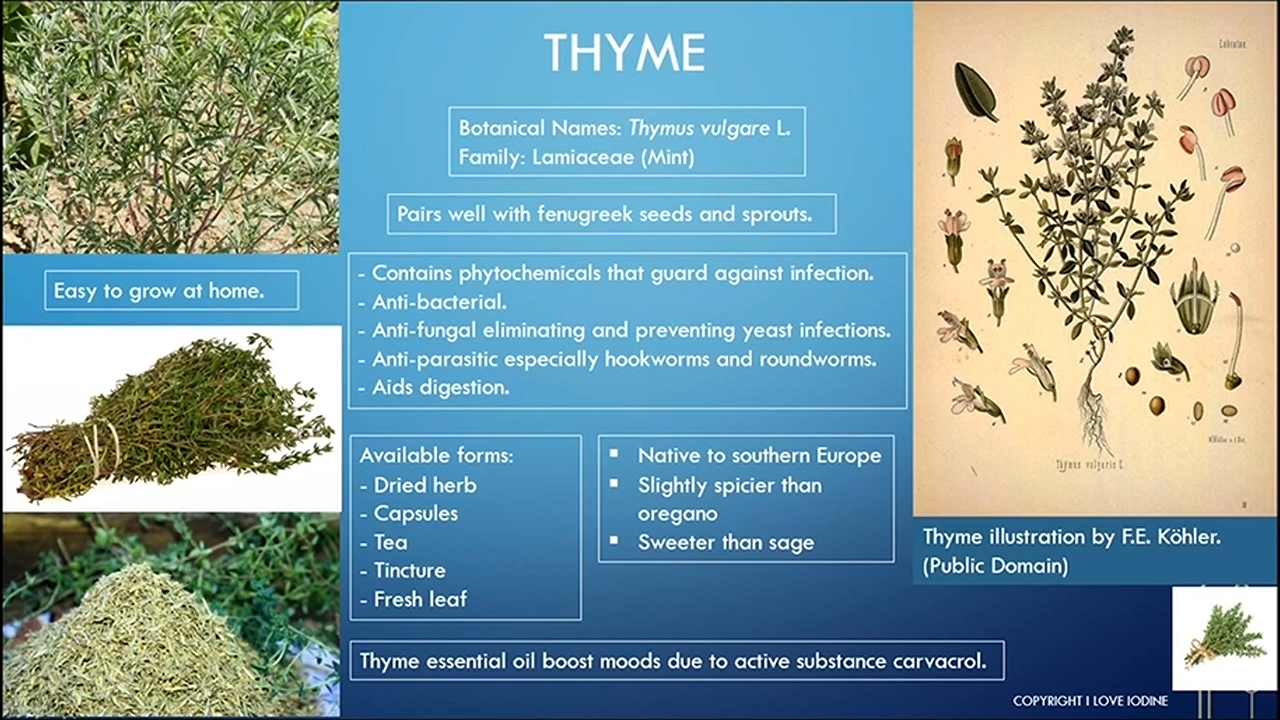 THYME
Botanical Names: Thymus vulgare L.
Family: Lamiaceae (Mint)
Pairs well with fenugreek seeds and sprouts.
Easy to grow at home.
- Contains phytochemicals that guard against infection.
- Anti-bacterial.
- Anti-fungal eliminating and preventing yeast infections.
- Anti-parasitic especially hookworms and roundworms.
- Aids digestion.
Available forms:
- Dried herb
- Capsules
- Tea
- Tincture
- Fresh leaf
▪ Native to southern Europe
▪ Slightly spicier than
oregano
▪ Sweeter than sage
Thyme essential oil boost moods due to active substance carvacrol.
Labiatae
Thymus vulgaris L
Thyme illustration by F.E. Köhler.
(Public Domain)
COPYRIGHT I LOVE IODINE